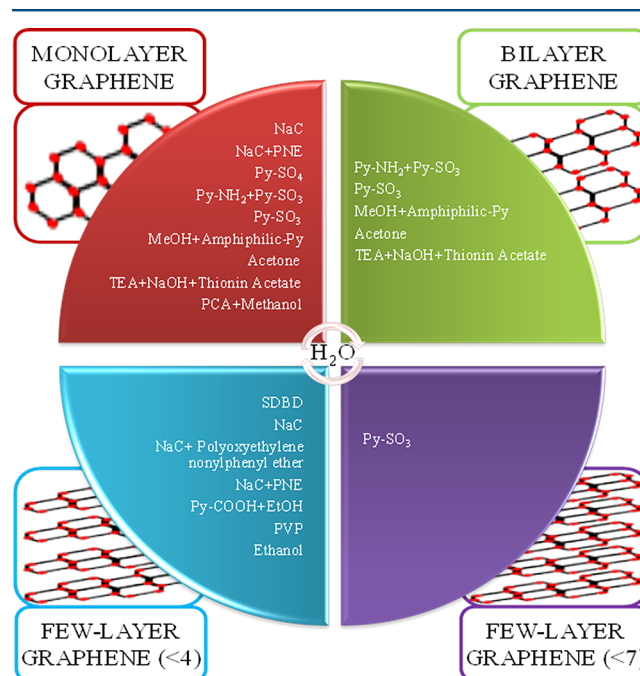 MONOLAYER
GRAPHENE
BILAYER
GRAPHENE
NaC
NaC+PNE
Py-SO₄
Py-NH₂+Py-SO₃
Py-SO₃
MeOH+Amphiphilic-Py
Acetone
TEA+NaOH+Thionin Acetate
PCA+Methanol
Py-NH₂+Py-SO₃
Py-SO₃
MeOH+Amphiphilic-Py
Acetone
TEA+NaOH+Thionin Acetate
H₂O
SDBD
NaC
NaC+ Polyoxyethylene
nonylphenyl ether
NaC+PNE
Py-COOH+EtOH
PVP
Ethanol
Py-SO₃
FEW-LAYER
GRAPHENE (<4)
FEW-LAYER
GRAPHENE (<7)